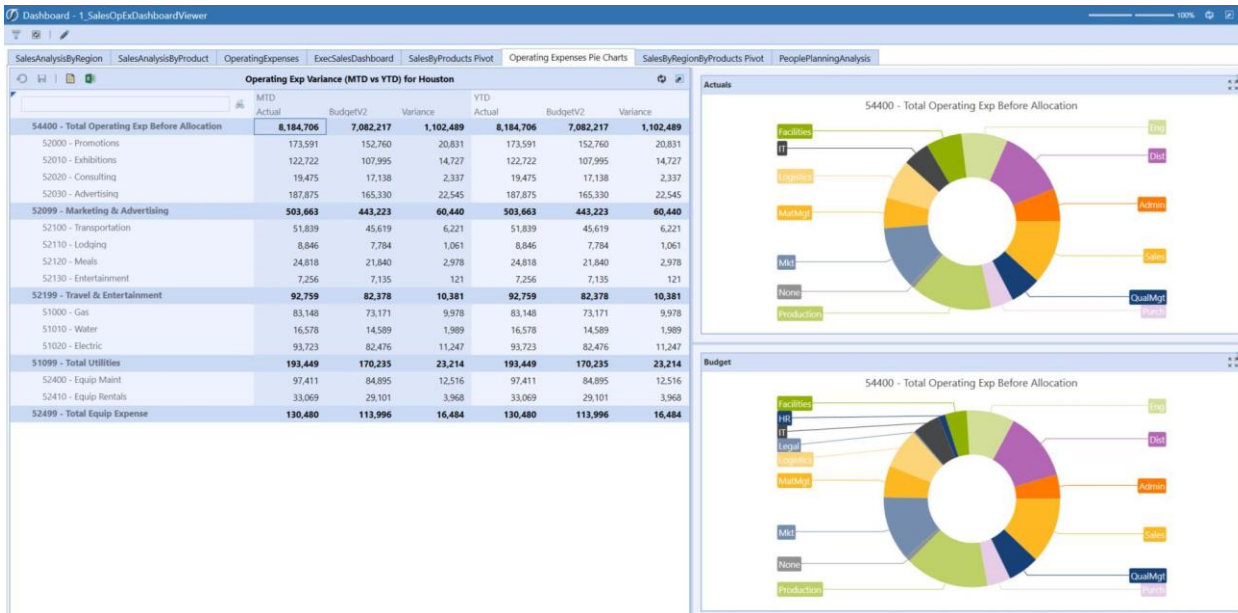 Dashboard - 1_SalesOpExDashboardViewer
100%
SalesAnalysisByRegion SalesAnalysisByProduct OperatingExpenses ExecSalesDashboard SalesByProducts Pivot Operating Expenses Pie Charts SalesByRegionByProducts Pivot PeoplePlanningAnalysis
Operating Exp Variance (MTD vs YTD) for Houston
MTD YTD
Actual BudgetV2 Variance Actual BudgetV2 Variance
54400 - Total Operating Exp Before Allocation 8,184,706 7,082,217 1,102,489 8,184,706 7,082,217 1,102,489
52000 - Promotions 173,591 152,760 20,831 173,591 152,760 20,831
52010 - Exhibitions 122,722 107,995 14,727 122,722 107,995 14,727
52020 - Consulting 19,475 17,138 2,337 19,475 17,138 2,337
52030 - Advertising 187,875 165,330 22,545 187,875 165,330 22,545
52099 - Marketing & Advertising 503,663 443,223 60,440 503,663 443,223 60,440
52100 - Transportation 51,839 45,619 6,221 51,839 45,619 6,221
52110 - Lodging 8,846 7,784 1,061 8,846 7,784 1,061
52120 - Meals 24,818 21,840 2,978 24,818 21,840 2,978
52130 - Entertainment 7,256 7,135 121 7,256 7,135 121
52199 - Travel & Entertainment 92,759 82,378 10,381 92,759 82,378 10,381
51000 - Gas 83,148 73,171 9,978 83,148 73,171 9,978
51010 - Water 16,578 14,589 1,989 16,578 14,589 1,989
51020 - Electric 93,723 82,476 11,247 93,723 82,476 11,247
51099 - Total Utilities 193,449 170,235 23,214 193,449 170,235 23,214
52400 - Equip Maint 97,411 84,895 12,516 97,411 84,895 12,516
52410 - Equip Rentals 33,069 29,101 3,968 33,069 29,101 3,968
52499 - Total Equip Expense 130,480 113,996 16,484 130,480 113,996 16,484
Actuals
54400 - Total Operating Exp Before Allocation
Facilities
IT
Logistics
MatMgt
Mkt
None
Production
Eng
Dist
Admin
Sales
QualMgt
Purch
Budget
54400 - Total Operating Exp Before Allocation
Facilities
HR
IT
Legal
Logistics
MatMgt
Mkt
None
Production
Eng
Dist
Admin
Sales
QualMgt
Purch